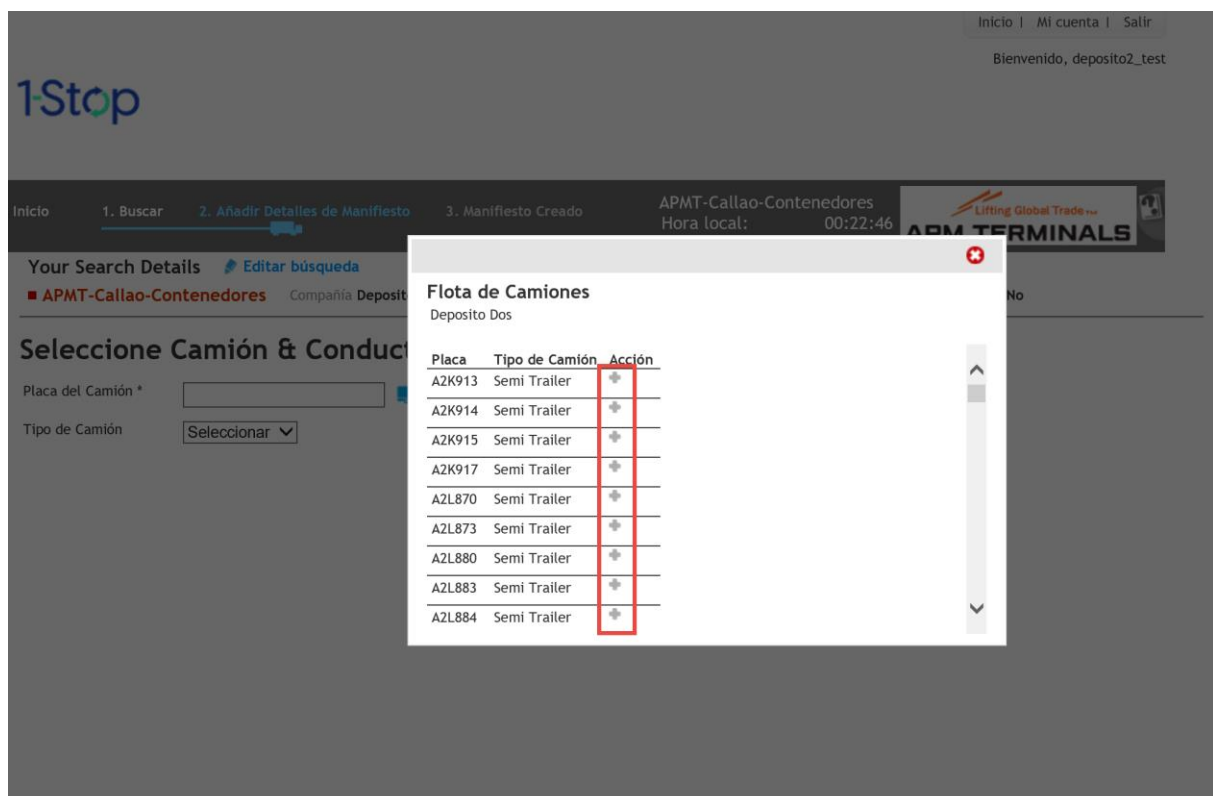 Inicio | Mi cuenta | Salir
Bienvenido, deposito2_test
1-Stop
Inicio 1. Buscar 2. Añadir Detalles de Manifiesto 3. Manifiesto Creado
APMT-Callao-Contenedores
Hora local: 00:22:46
Lifting Global Trade
APM TERMINALS
Your Search Details Editar búsqueda
APMT-Callao-Contenedores Compañía Deposit
No
Seleccione Camión & Conduc
Placa del Camión *
Tipo de Camión Seleccionar
Flota de Camiones
Deposito Dos
Placa Tipo de Camión Acción
A2K913 Semi Trailer
A2K914 Semi Trailer
A2K915 Semi Trailer
A2K917 Semi Trailer
A2L870 Semi Trailer
A2L873 Semi Trailer
A2L880 Semi Trailer
A2L883 Semi Trailer
A2L884 Semi Trailer